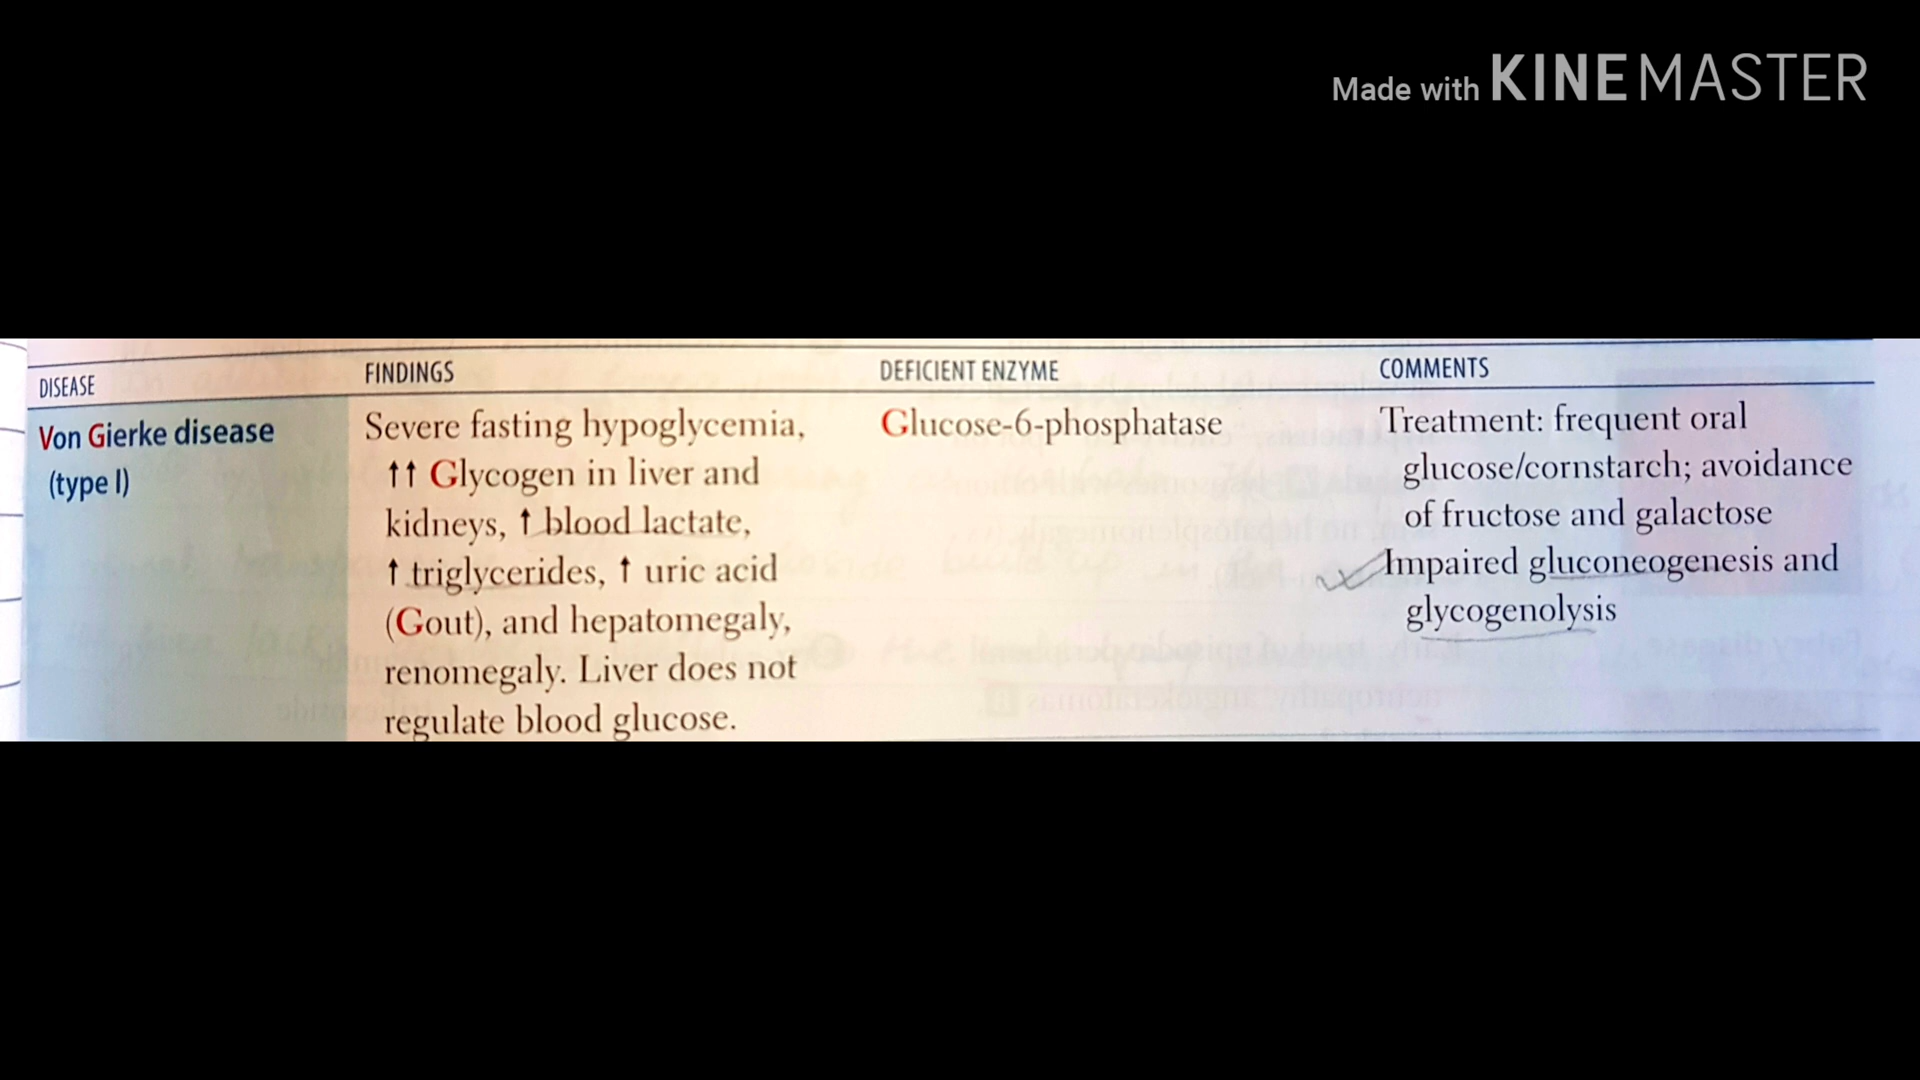 Made with KINEMASTER
DISEASE
FINDINGS
DEFICIENT ENZYME
COMMENTS
Von Gierke disease
(type I)
Severe fasting hypoglycemia,
↑↑ Glycogen in liver and
kidneys, ↑ blood lactate,
↑ triglycerides, ↑ uric acid
(Gout), and hepatomegaly,
renomegaly. Liver does not
regulate blood glucose.
Glucose-6-phosphatase
Treatment: frequent oral
glucose/cornstarch; avoidance
of fructose and galactose
Impaired gluconeogenesis and
glycogenolysis